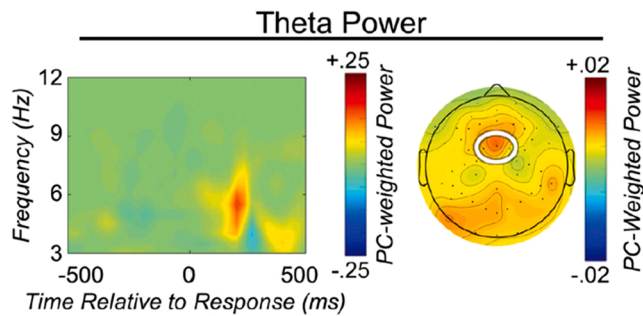 Theta Power
12
9
6
3
Frequency (Hz)
-500
0
500
Time Relative to Response (ms)
+.25
-.25
PC-weighted Power
+.02
-.02
PC-Weighted Power